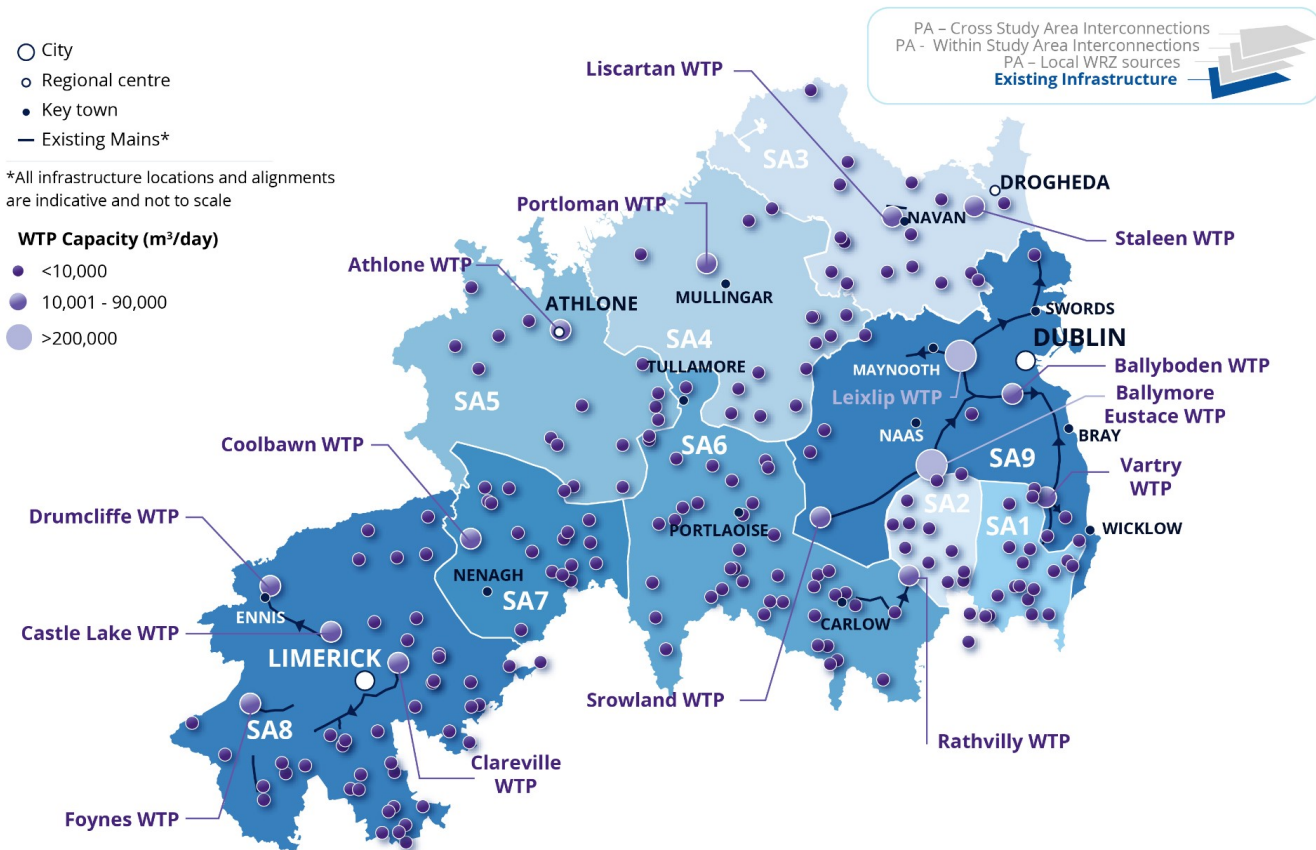 City
Regional centre
Key town
Existing Mains*
*All infrastructure locations and alignments
are indicative and not to scale
WTP Capacity (m³/day)
<10,000
10,001 - 90,000
>200,000
PA – Cross Study Area Interconnections
PA - Within Study Area Interconnections
PA – Local WRZ sources
Existing Infrastructure
Liscartan WTP
SA3
DROGHEDA
Portloman WTP
NAVAN
Staleen WTP
Athlone WTP
MULLINGAR
ATHLONE
SWORDS
SA4
DUBLIN
TULLAMORE
MAYNOOTH
Ballyboden WTP
Leixlip WTP
Ballymore
Eustace WTP
SA5
Coolbawn WTP
SA6
NAAS
BRAY
SA9
Vartry
WTP
SA2
Drumcliffe WTP
SA1
PORTLAOISE
WICKLOW
NENAGH
SA7
ENNIS
CARLOW
Castle Lake WTP
LIMERICK
Srowland WTP
SA8
Rathvilly WTP
Clareville
WTP
Foynes WTP